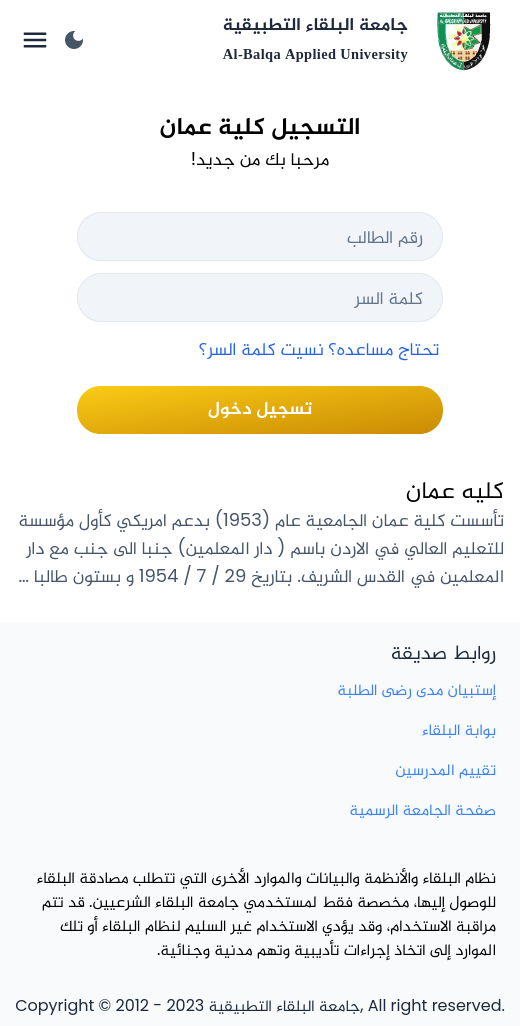 جامعة البلقاء التطبيقية
Al-Balqa Applied University
التسجيل كلية عمان
مرحبا بك من جديد!
رقم الطالب
كلمة السر
تحتاج مساعده؟ نسيت كلمة السر؟
تسجيل دخول
كليه عمان
تأسست كلية عمان الجامعية عام (1953) بدعم امريكي كأول مؤسسة
للتعليم العالي في الاردن باسم ( دار المعلمين) جنبا الى جنب مع دار
المعلمين في القدس الشريف. بتاريخ 29 / 7 / 1954 و بستون طالبا ...
روابط صديقة
إستبيان مدى رضى الطلبة
بوابة البلقاء
تقييم المدرسين
صفحة الجامعة الرسمية
نظام البلقاء والأنظمة والبيانات والموارد الأخرى التي تتطلب مصادقة البلقاء
للوصول إليها، مخصصة فقط لمستخدمي جامعة البلقاء الشرعيين. قد تتم
مراقبة الاستخدام، وقد يؤدي الاستخدام غير السليم لنظام البلقاء أو تلك
الموارد إلى اتخاذ إجراءات تأديبية وتهم مدنية وجنائية.
Copyright © 2012 - 2023 جامعة البلقاء التطبيقية, All right reserved.